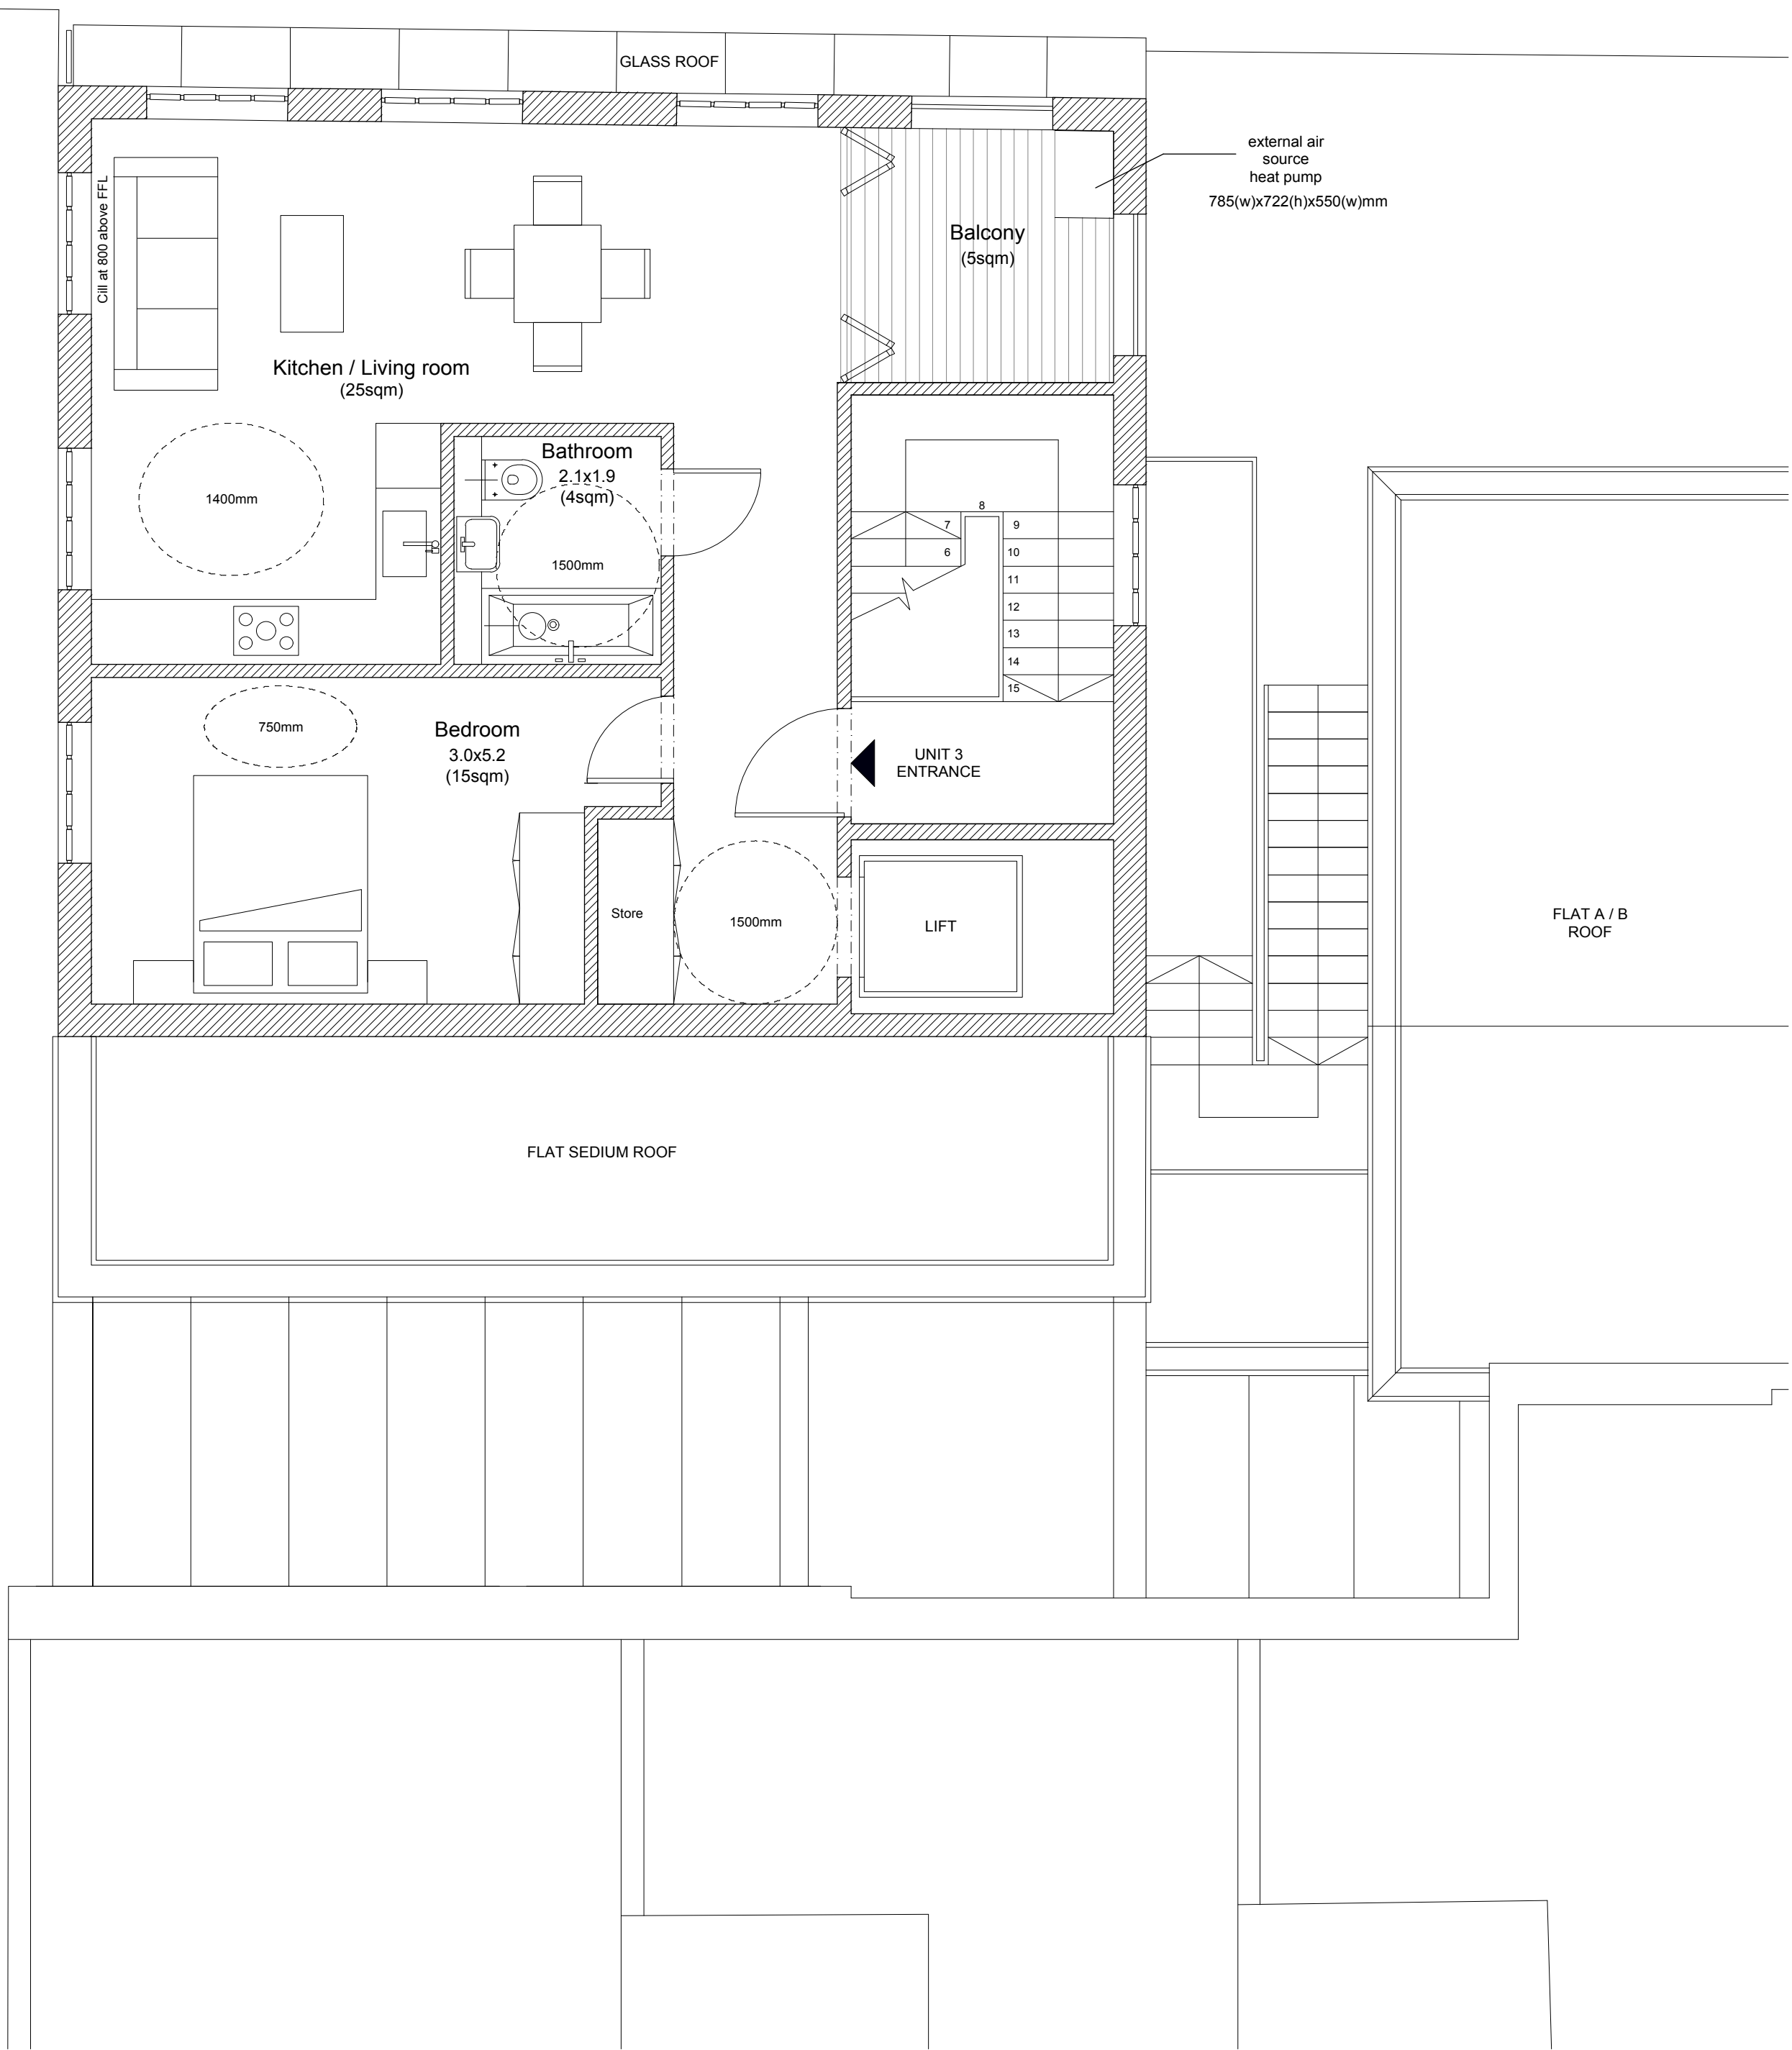 GLASS ROOF
external air
source
heat pump
785(w)x722(h)x550(w)mm
Cill at 800 above FFL
Balcony
(5sqm)
Kitchen / Living room
(25sqm)
Bathroom
2.1x1.9
(4sqm)
1400mm
1500mm
8
7
9
6
10
11
12
13
14
15
750mm
Bedroom
3.0x5.2
(15sqm)
UNIT 3
ENTRANCE
Store
1500mm
LIFT
FLAT A / B
ROOF
FLAT SEDIUM ROOF